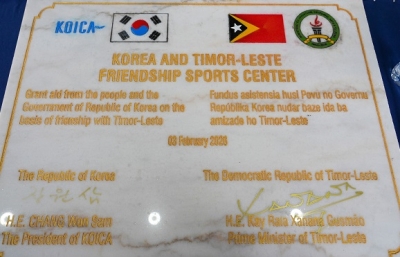 KOICA
KOREA AND TIMOR-LESTE
FRIENDSHIP SPORTS CENTER
Grant aid from the people and the
Government of Republic of Korea on the
basis of frienship with Timor-Leste
Fundus asistensia husi Povu no Governu
Repúblika Korea nudar baze ida ba
amizade ho Timor-Leste
03 February 2026
The Republic of Korea
H.E. CHANG Won Sam
The President of KOICA
The Democratic Republic of Timor-Leste
H.E. Kay Rala Xanana Gusmão
Prime Minister of Timor-Leste